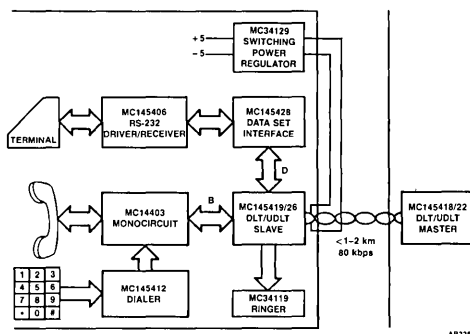 MC34129
SWITCHING
POWER
REGULATOR
+5
-5
TERMINAL
MC145406
RS-232
DRIVER/RECEIVER
MC145428
DATA SET
INTERFACE
D
MC14403
MONOCIRCUIT
B
MC145419/26
DLT/UDLT
SLAVE
MC145418/22
DLT/UDLT
MASTER
<1-2 km
80 kbps
1 2 3
4 5 6
7 8 9
* 0 #
MC145412
DIALER
MC34119
RINGER